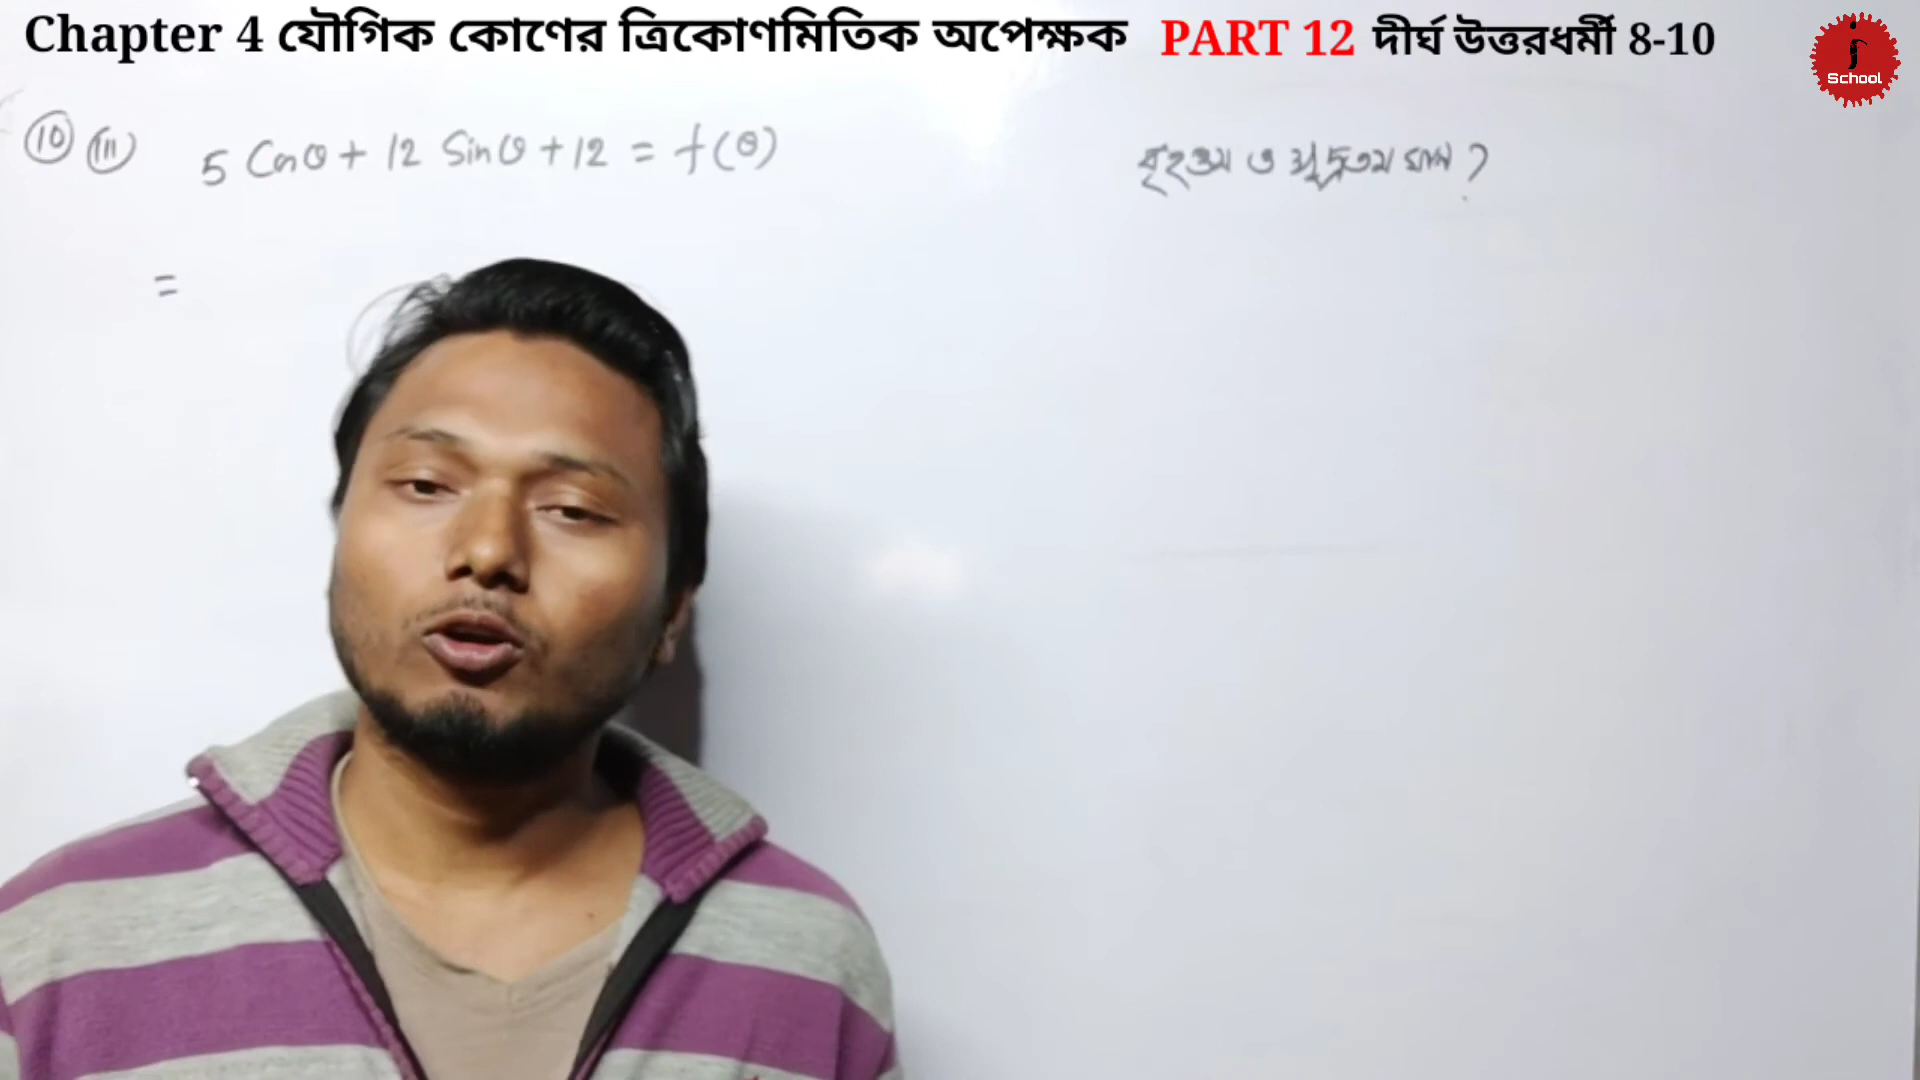 Chapter 4 যৌগিক কোণের ত্রিকোণমিতিক অপেক্ষক PART 12 দীর্ঘ উত্তরধর্মী 8-10
School
10 (iii) 5 Cosθ + 12 Sinθ + 12 = f(θ) বৃহত্তম ও ক্ষুদ্রতম মান ?
=